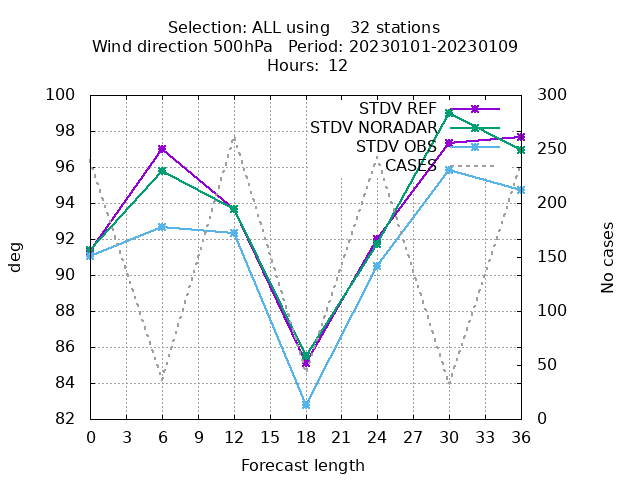 Selection: ALL using    32 stations
Wind direction 500hPa   Period: 20230101-20230109
Hours: 12
100 300
STDV REF
98
STDV NORADAR
STDV OBS
250
96
CASES
94 200
92
deg
No cases
90 150
88 100
86
50
84
82 0
0 3 6 9 12 15 18 21 24 27 30 33 36
Forecast length